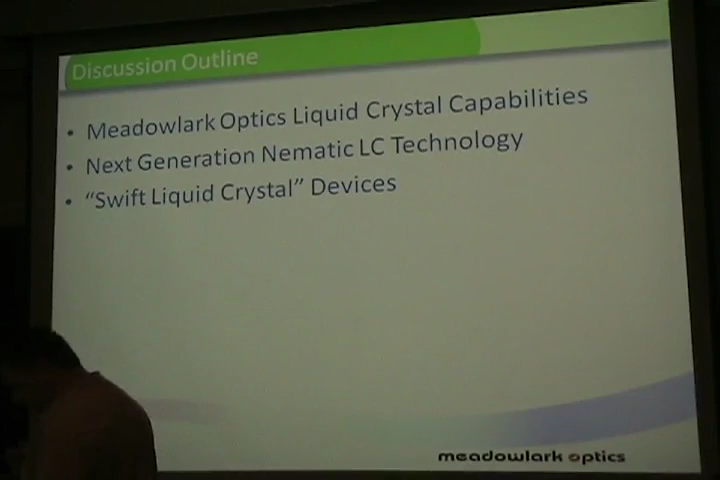 Discussion Outline
• Meadowlark Optics Liquid Crystal Capabilities
• Next Generation Nematic LC Technology
• “Swift Liquid Crystal” Devices
meadowlark optics